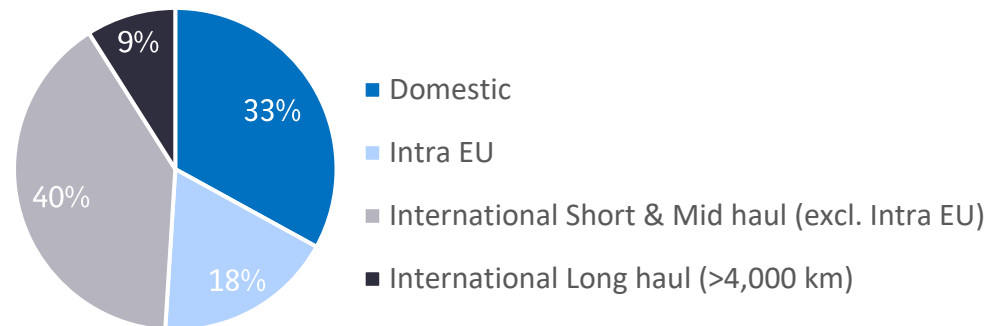 9%
33%
40%
18%
Domestic
Intra EU
International Short & Mid haul (excl. Intra EU)
International Long haul (>4,000 km)